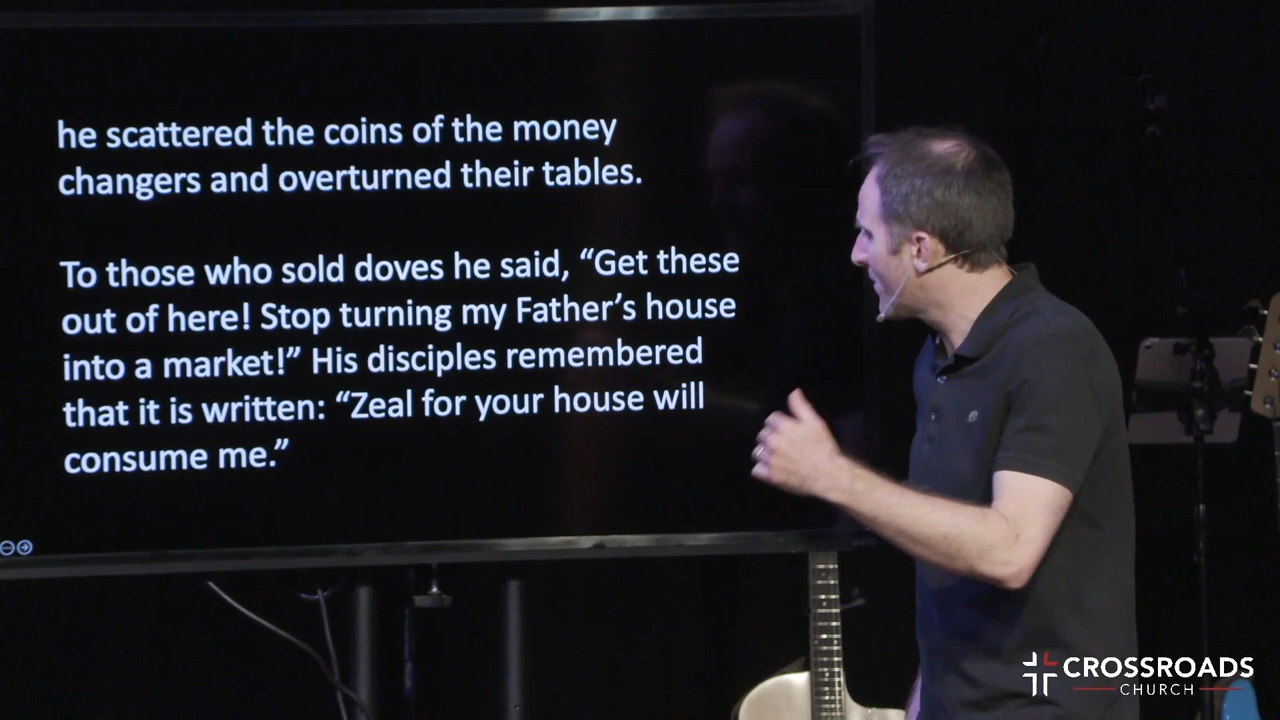 he scattered the coins of the money
changers and overturned their tables.
To those who sold doves he said, “Get these
out of here! Stop turning my Father’s house
into a market!” His disciples remembered
that it is written: “Zeal for your house will
consume me.”
CROSSROADS
CHURCH